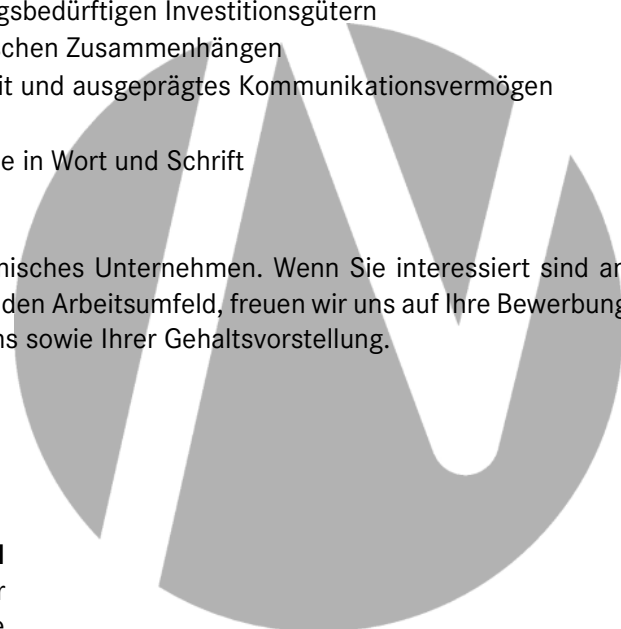 gsbedürftigen Investitionsgütern
schen Zusammenhängen
it und ausgeprägtes Kommunikationsvermögen
e in Wort und Schrift
nisches Unternehmen. Wenn Sie interessiert sind an
den Arbeitsumfeld, freuen wir uns auf Ihre Bewerbung
ns sowie Ihrer Gehaltsvorstellung.
r
e